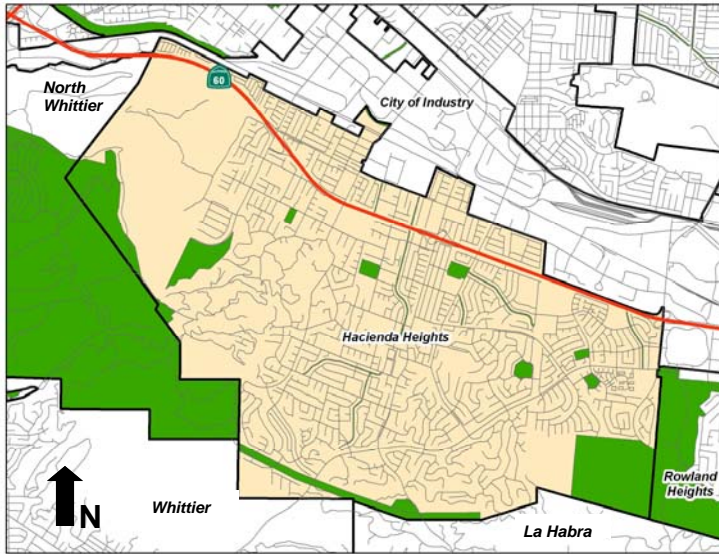 North
Whittier
60
City of Industry
Hacienda Heights
Rowland
Heights
N
Whittier
La Habra